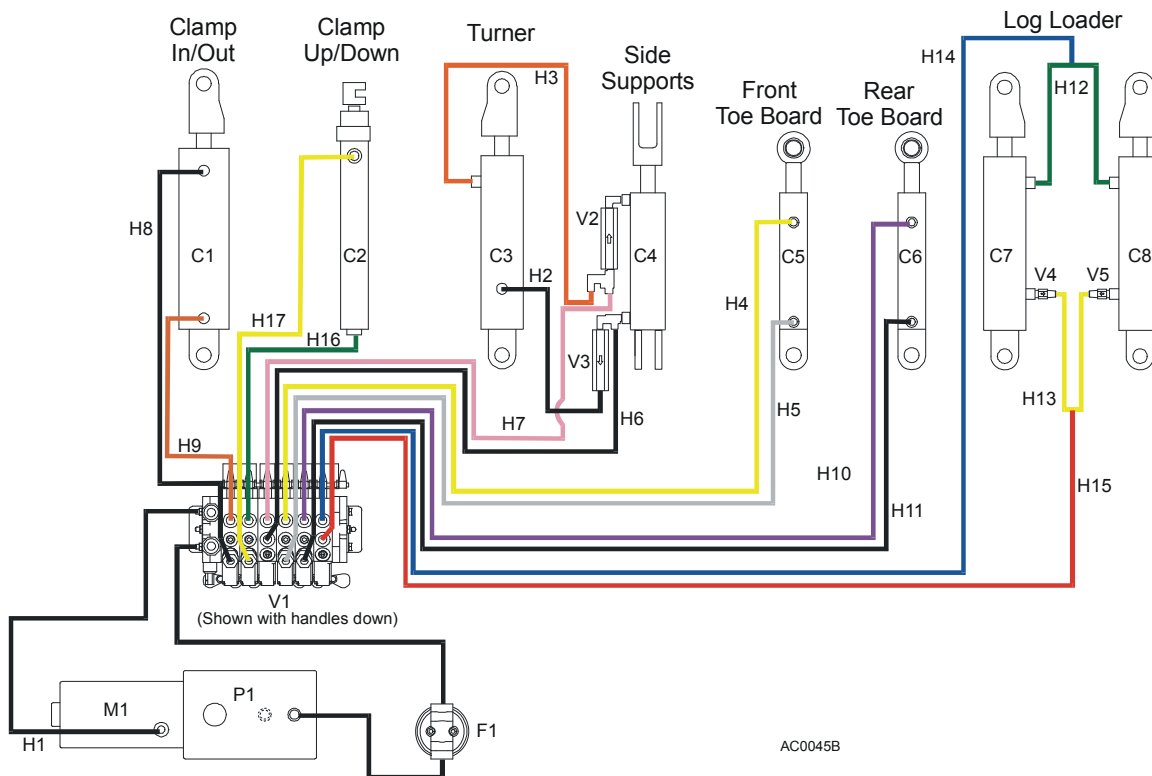 Clamp
In/Out
Clamp
Up/Down
Turner
Side
Supports
Front
Toe Board
Rear
Toe Board
Log Loader
H14
H3
H12
H8
V2
C1
C2
C3
C4
C5
C6
C7
C8
H2
H4
V4
V5
H17
H16
V3
H5
H6
H7
H13
H9
H10
H15
H11
V1
(Shown with handles down)
P1
M1
F1
H1
AC0045B